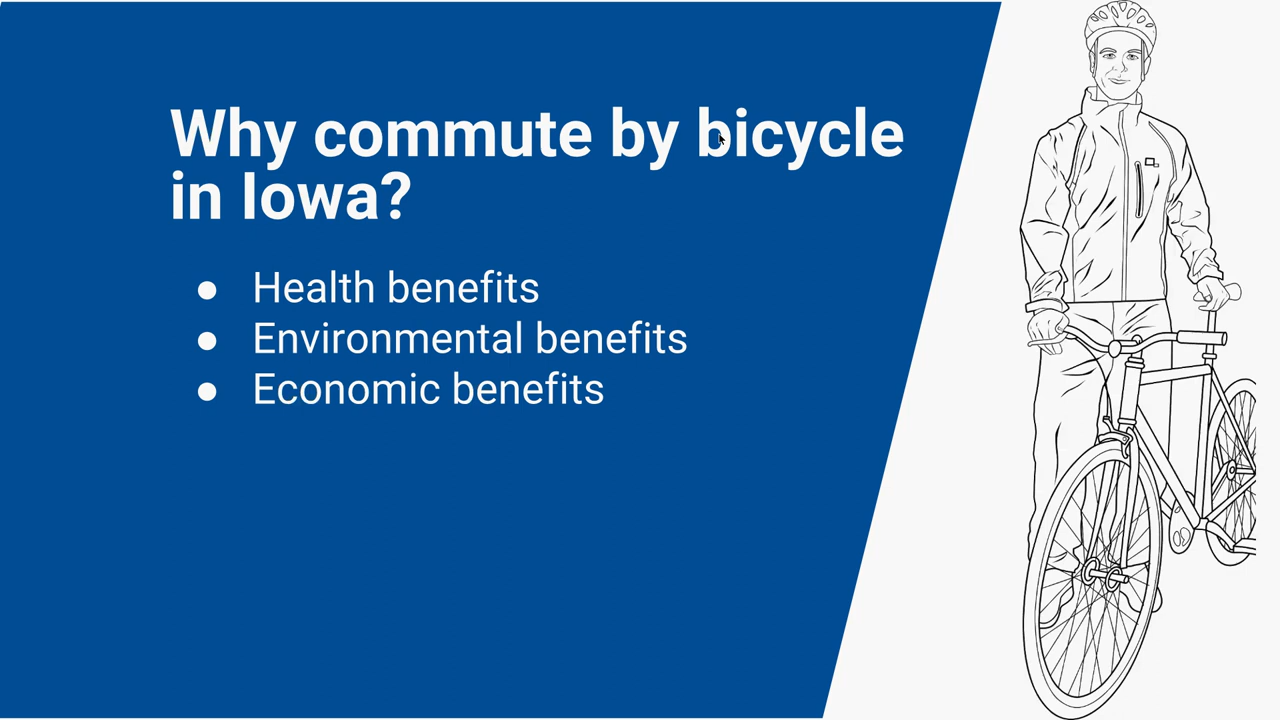 Why commute by bicycle
in Iowa?
● Health benefits
● Environmental benefits
● Economic benefits